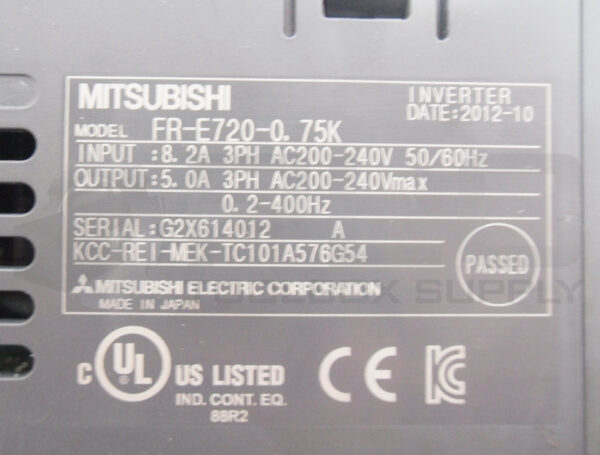 MITSUBISHI INVERTER
DATE:2012-10
MODEL FR-E720-0.75K
INPUT :8.2A 3PH AC200-240V 50/60Hz
OUTPUT:5.0A 3PH AC200-240Vmax
0.2-400Hz
SERIAL:G2X614012 A
KCC-REI-MEK-TC101A576G54
PASSED
MITSUBISHI ELECTRIC CORPORATION
MADE IN JAPAN
SUPPLY
C UL US LISTED
IND. CONT. EQ.
88R2
CE